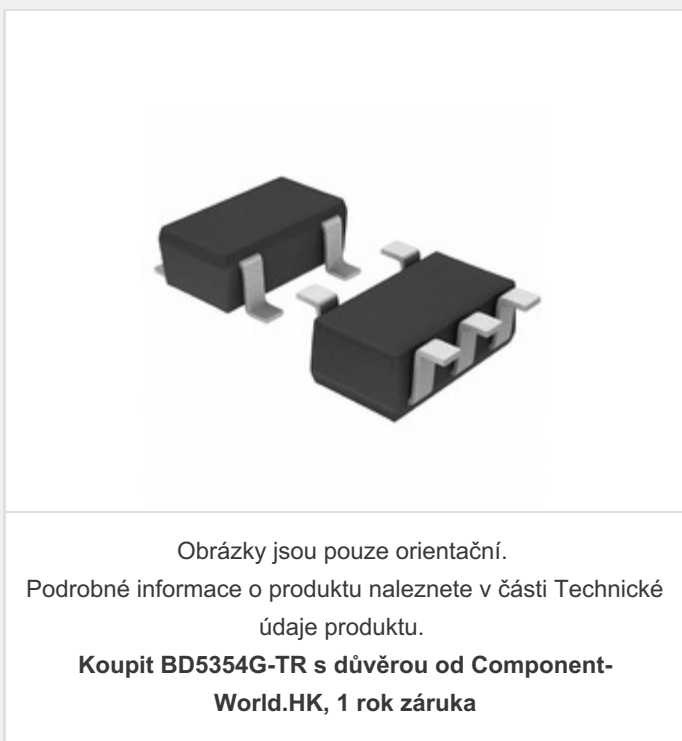 Obrázky jsou pouze orientační.
Podrobné informace o produktu naleznete v části Technické
údaje produktu.
Koupit BD5354G-TR s důvěrou od Component-
World.HK, 1 rok záruka